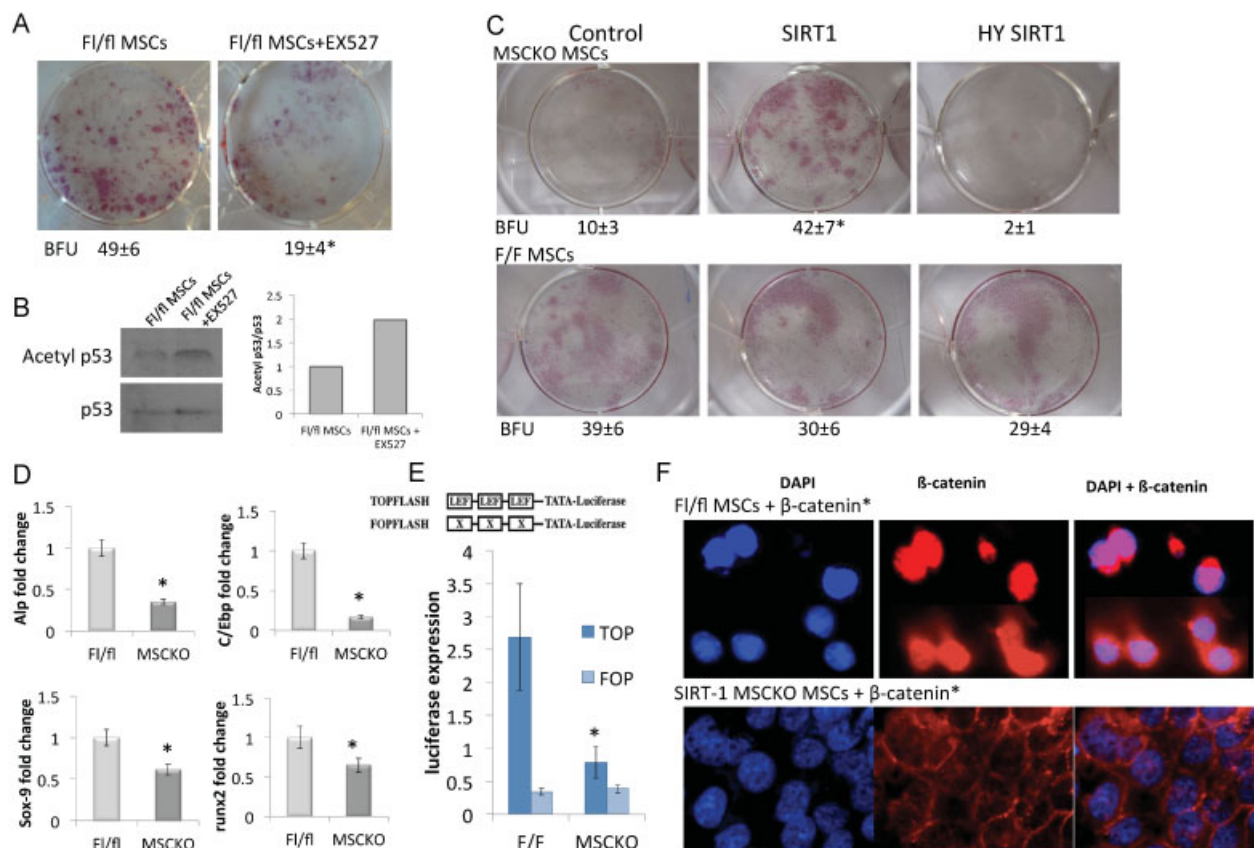 A
Fl/fl MSCs
Fl/fl MSCs+EX527
BFU 49±6
19±4*
B
Fl/fl MSCs
Fl/fl MSCs
+EX527
Acetyl p53
p53
Acetyl p53/p53
2.5
2
1.5
1
0.5
0
Fl/fl MSCs
Fl/fl MSCs +
EX527
C
Control
SIRT1
HY SIRT1
MSCKO MSCs
BFU 10±3
42±7*
2±1
F/F MSCs
BFU 39±6
30±6
29±4
D
Alp fold change
1.5
1
0.5
0
*
Fl/fl
MSCKO
C/Ebp fold change
1.5
1
0.5
0
*
Fl/fl
MSCKO
Sox-9 fold change
1.5
1
0.5
0
*
Fl/fl
MSCKO
runx2 fold change
1.5
1
0.5
0
*
Fl/fl
MSCKO
E
TOPFLASH LEF LEF LEF TATA-Luciferase
FOPFLASH X X X TATA-Luciferase
luciferase expression
4
3.5
3
2.5
2
1.5
1
0.5
0
TOP
FOP
*
F/F
MSCKO
F
DAPI
ß-catenin
DAPI + ß-catenin
Fl/fl MSCs + β-catenin*
SIRT-1 MSCKO MSCs + β-catenin*